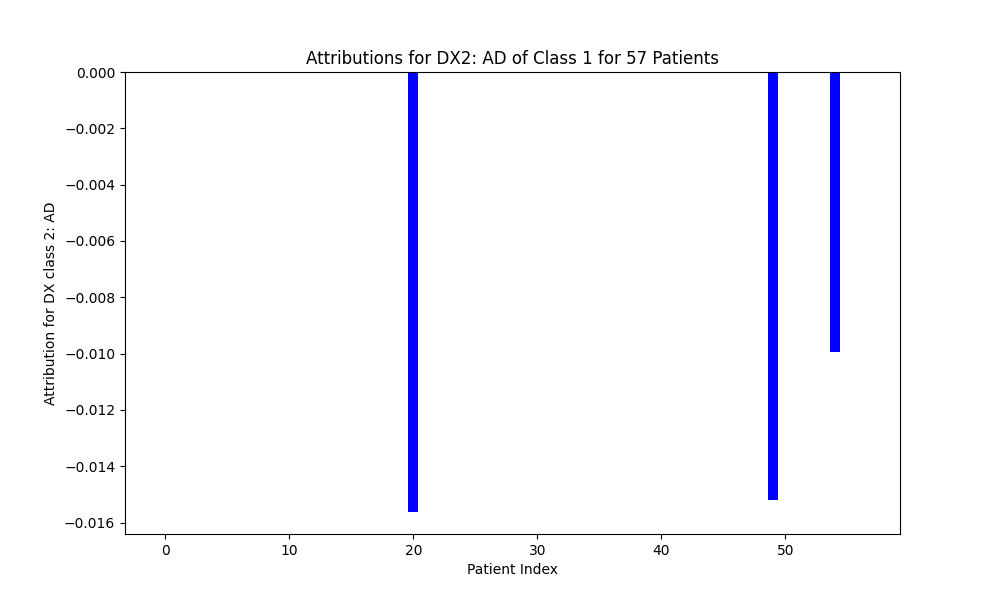 Attributions for DX2: AD of Class 1 for 57 Patients
Attribution for DX class 2: AD
0.000
−0.002
−0.004
−0.006
−0.008
−0.010
−0.012
−0.014
−0.016
0 10 20 30 40 50
Patient Index